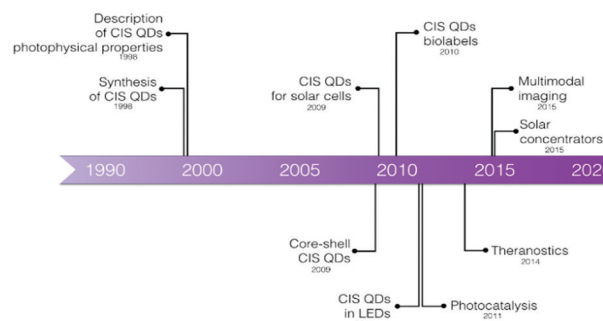 Description
of CIS QDs
photophysical properties
1998
Synthesis
of CIS QDs
1998
CIS QDs
for solar cells
2009
CIS QDs
biolabels
2010
Multimodal
imaging
2015
Solar
concentrators
2015
1990 2000 2005 2010 2015 202
Core-shell
CIS QDs
2009
Theranostics
2014
CIS QDs
in LEDs
Photocatalysis
2011